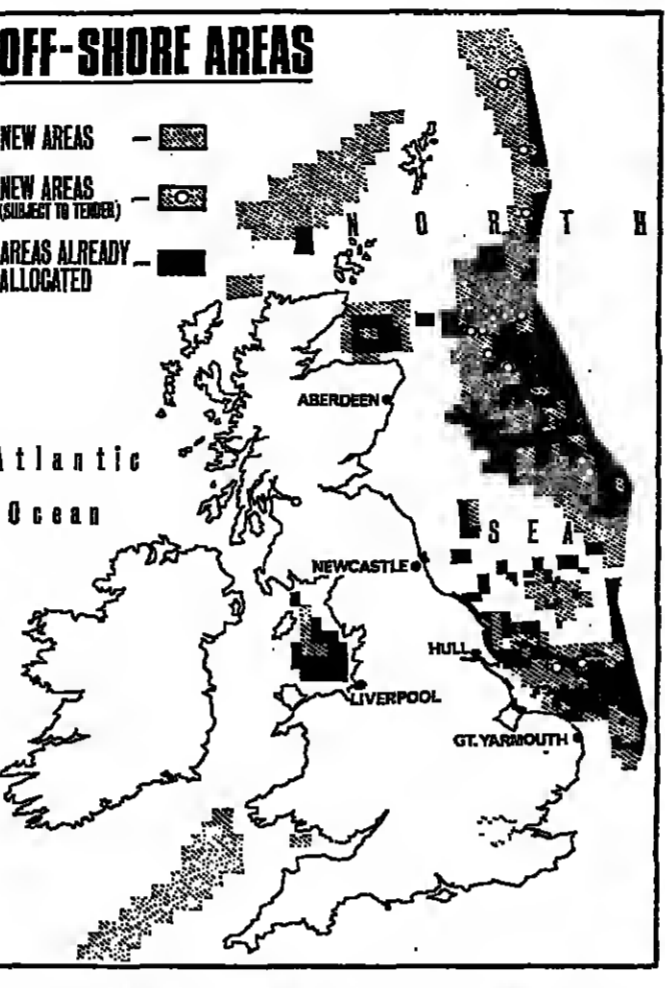 OFF-SHORE AREAS
NEW AREAS –
NEW AREAS –
(SUBJECT TO TENDER)
AREAS ALREADY –
ALLOCATED
N O R T H
ABERDEEN
Atlantic
Ocean
S E A
NEWCASTLE
HULL
LIVERPOOL
GT. YARMOUTH